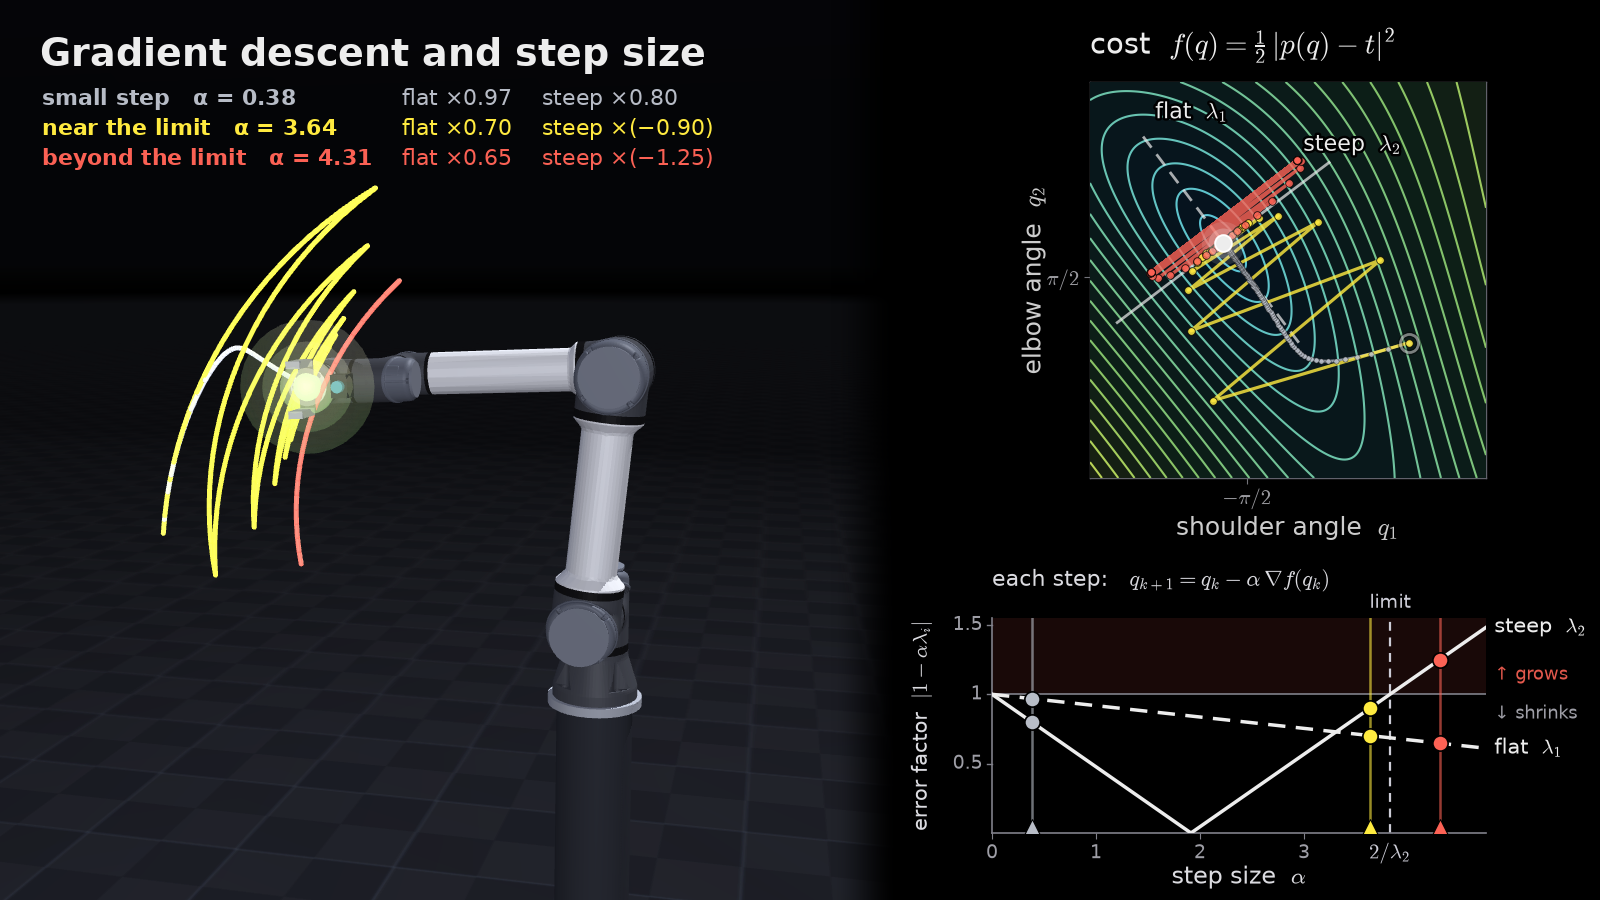 Gradient descent and step size
small step α = 0.38 flat ×0.97 steep ×0.80
near the limit α = 3.64 flat ×0.70 steep ×(−0.90)
beyond the limit α = 4.31 flat ×0.65 steep ×(−1.25)
cost f(q) = ½ |p(q) − t|²
flat λ₁
steep λ₂
elbow angle q₂
π/2
−π/2
shoulder angle q₁
each step: qₖ₊₁ = qₖ − α ∇f(qₖ)
limit
error factor |1 − αλᵢ|
1.5
1
0.5
steep λ₂
↑ grows
↓ shrinks
flat λ₁
0 1 2 3 2/λ₂
step size α